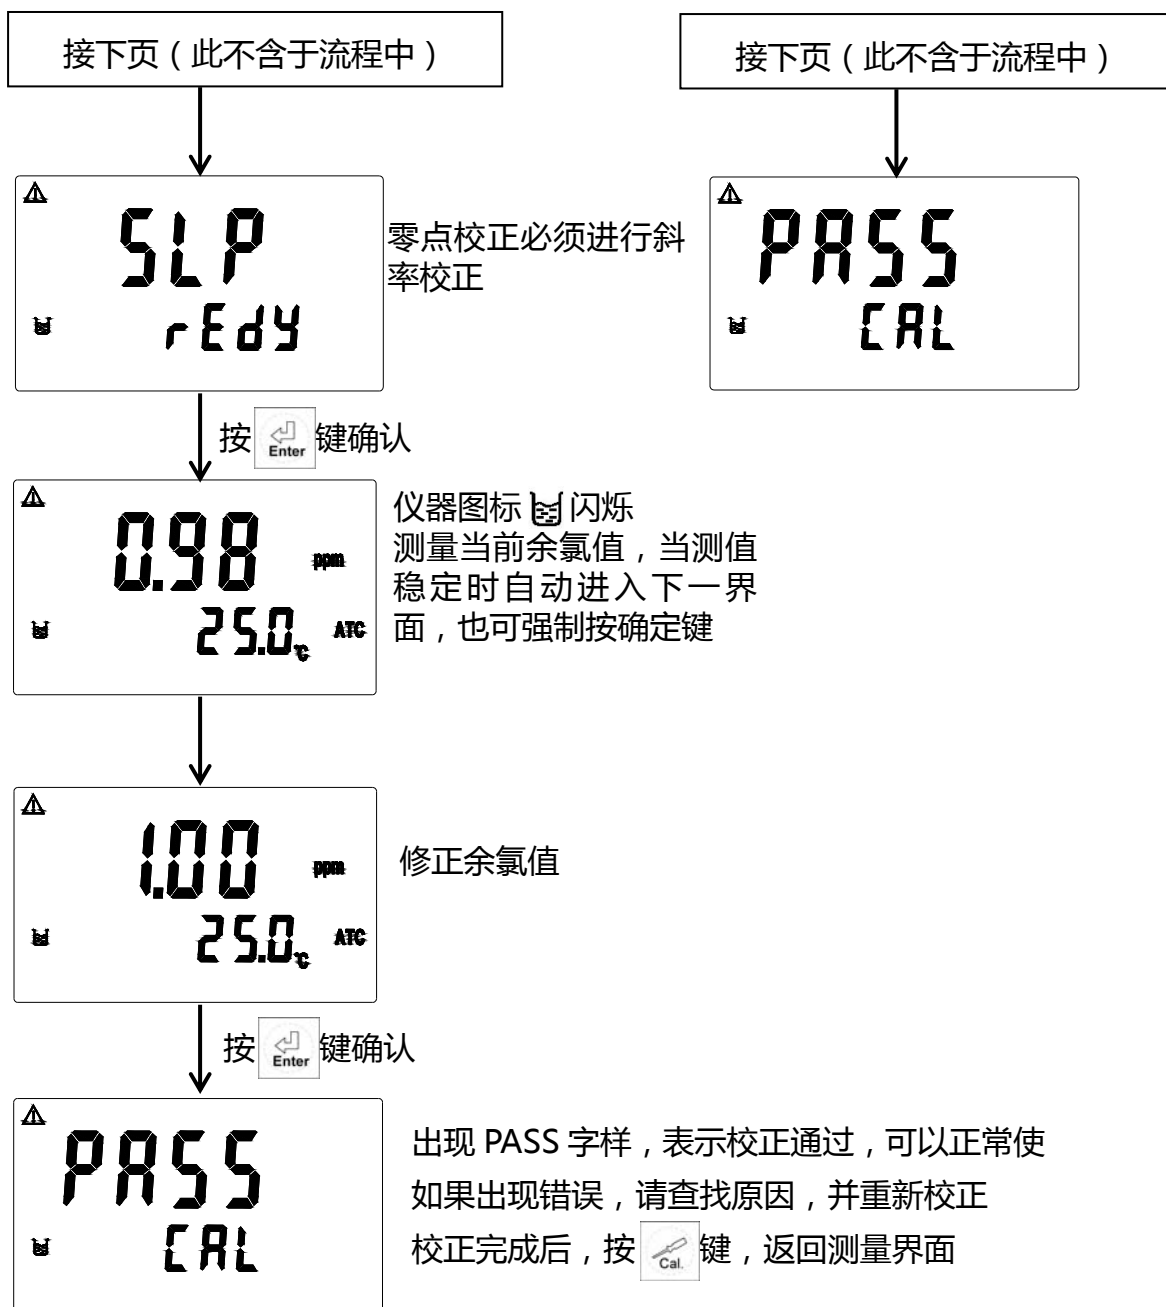 接下页（此不含于流程中）
接下页（此不含于流程中）
SLP
rEdy
零点校正必须进行斜
率校正
PASS
CAL
按 Enter 键确认
0.98 ppm
25.0℃ ATC
仪器图标 闪烁
测量当前余氯值，当测值
稳定时自动进入下一界
面，也可强制按确定键
1.00 ppm
25.0℃ ATC
修正余氯值
按 Enter 键确认
PASS
CAL
出现 PASS 字样，表示校正通过，可以正常使
如果出现错误，请查找原因，并重新校正
校正完成后，按 Cal. 键，返回测量界面